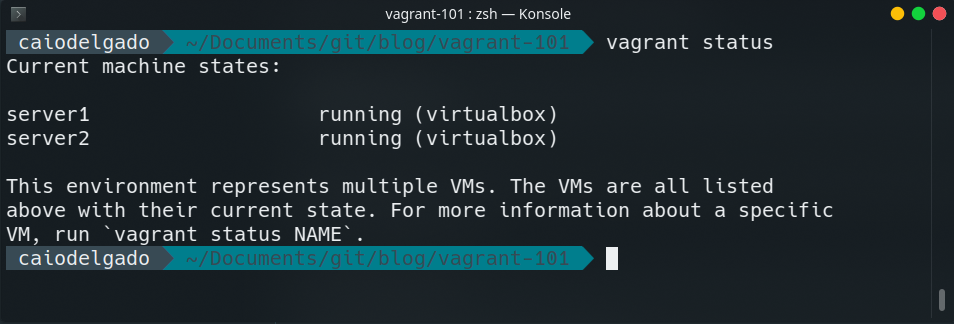 vagrant-101 : zsh — Konsole
caiodelgado ~/Documents/git/blog/vagrant-101 vagrant status
Current machine states:
server1 running (virtualbox)
server2 running (virtualbox)
This environment represents multiple VMs. The VMs are all listed
above with their current state. For more information about a specific
VM, run `vagrant status NAME`.
caiodelgado ~/Documents/git/blog/vagrant-101